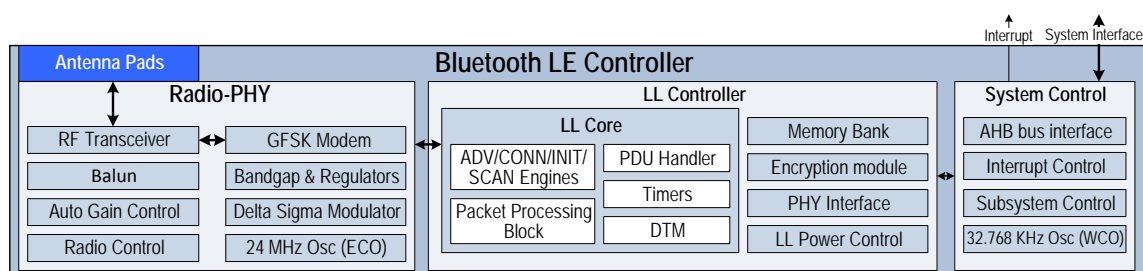 Interrupt
System Interface
Antenna Pads
Bluetooth LE Controller
Radio-PHY
RF Transceiver
GFSK Modem
Balun
Bandgap & Regulators
Auto Gain Control
Delta Sigma Modulator
Radio Control
24 MHz Osc (ECO)
LL Controller
LL Core
ADV/CONN/INIT/
SCAN Engines
PDU Handler
Timers
Packet Processing
Block
DTM
Memory Bank
Encryption module
PHY Interface
LL Power Control
System Control
AHB bus interface
Interrupt Control
Subsystem Control
32.768 KHz Osc (WCO)